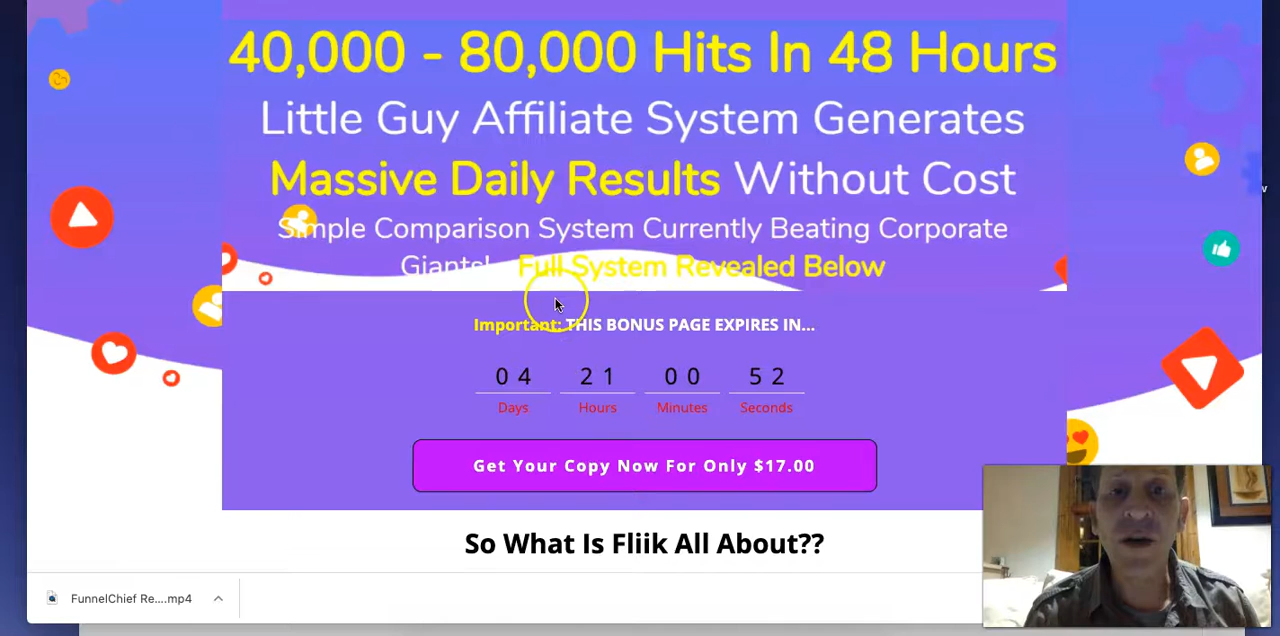 40,000 - 80,000 Hits In 48 Hours
Little Guy Affiliate System Generates
Massive Daily Results Without Cost
Simple Comparison System Currently Beating Corporate
Giants! Full System Revealed Below
Important: THIS BONUS PAGE EXPIRES IN...
04 21 00 52
Days Hours Minutes Seconds
Get Your Copy Now For Only $17.00
So What Is Fliik All About??
FunnelChief Re....mp4